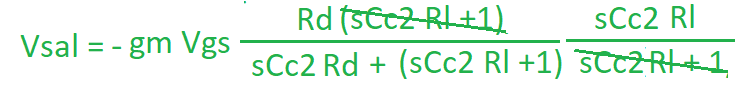 Vsal = - gm Vgs Rd (sCc2 Rl +1) / sCc2 Rd + (sCc2 Rl +1) sCc2 Rl / sCc2 Rl + 1